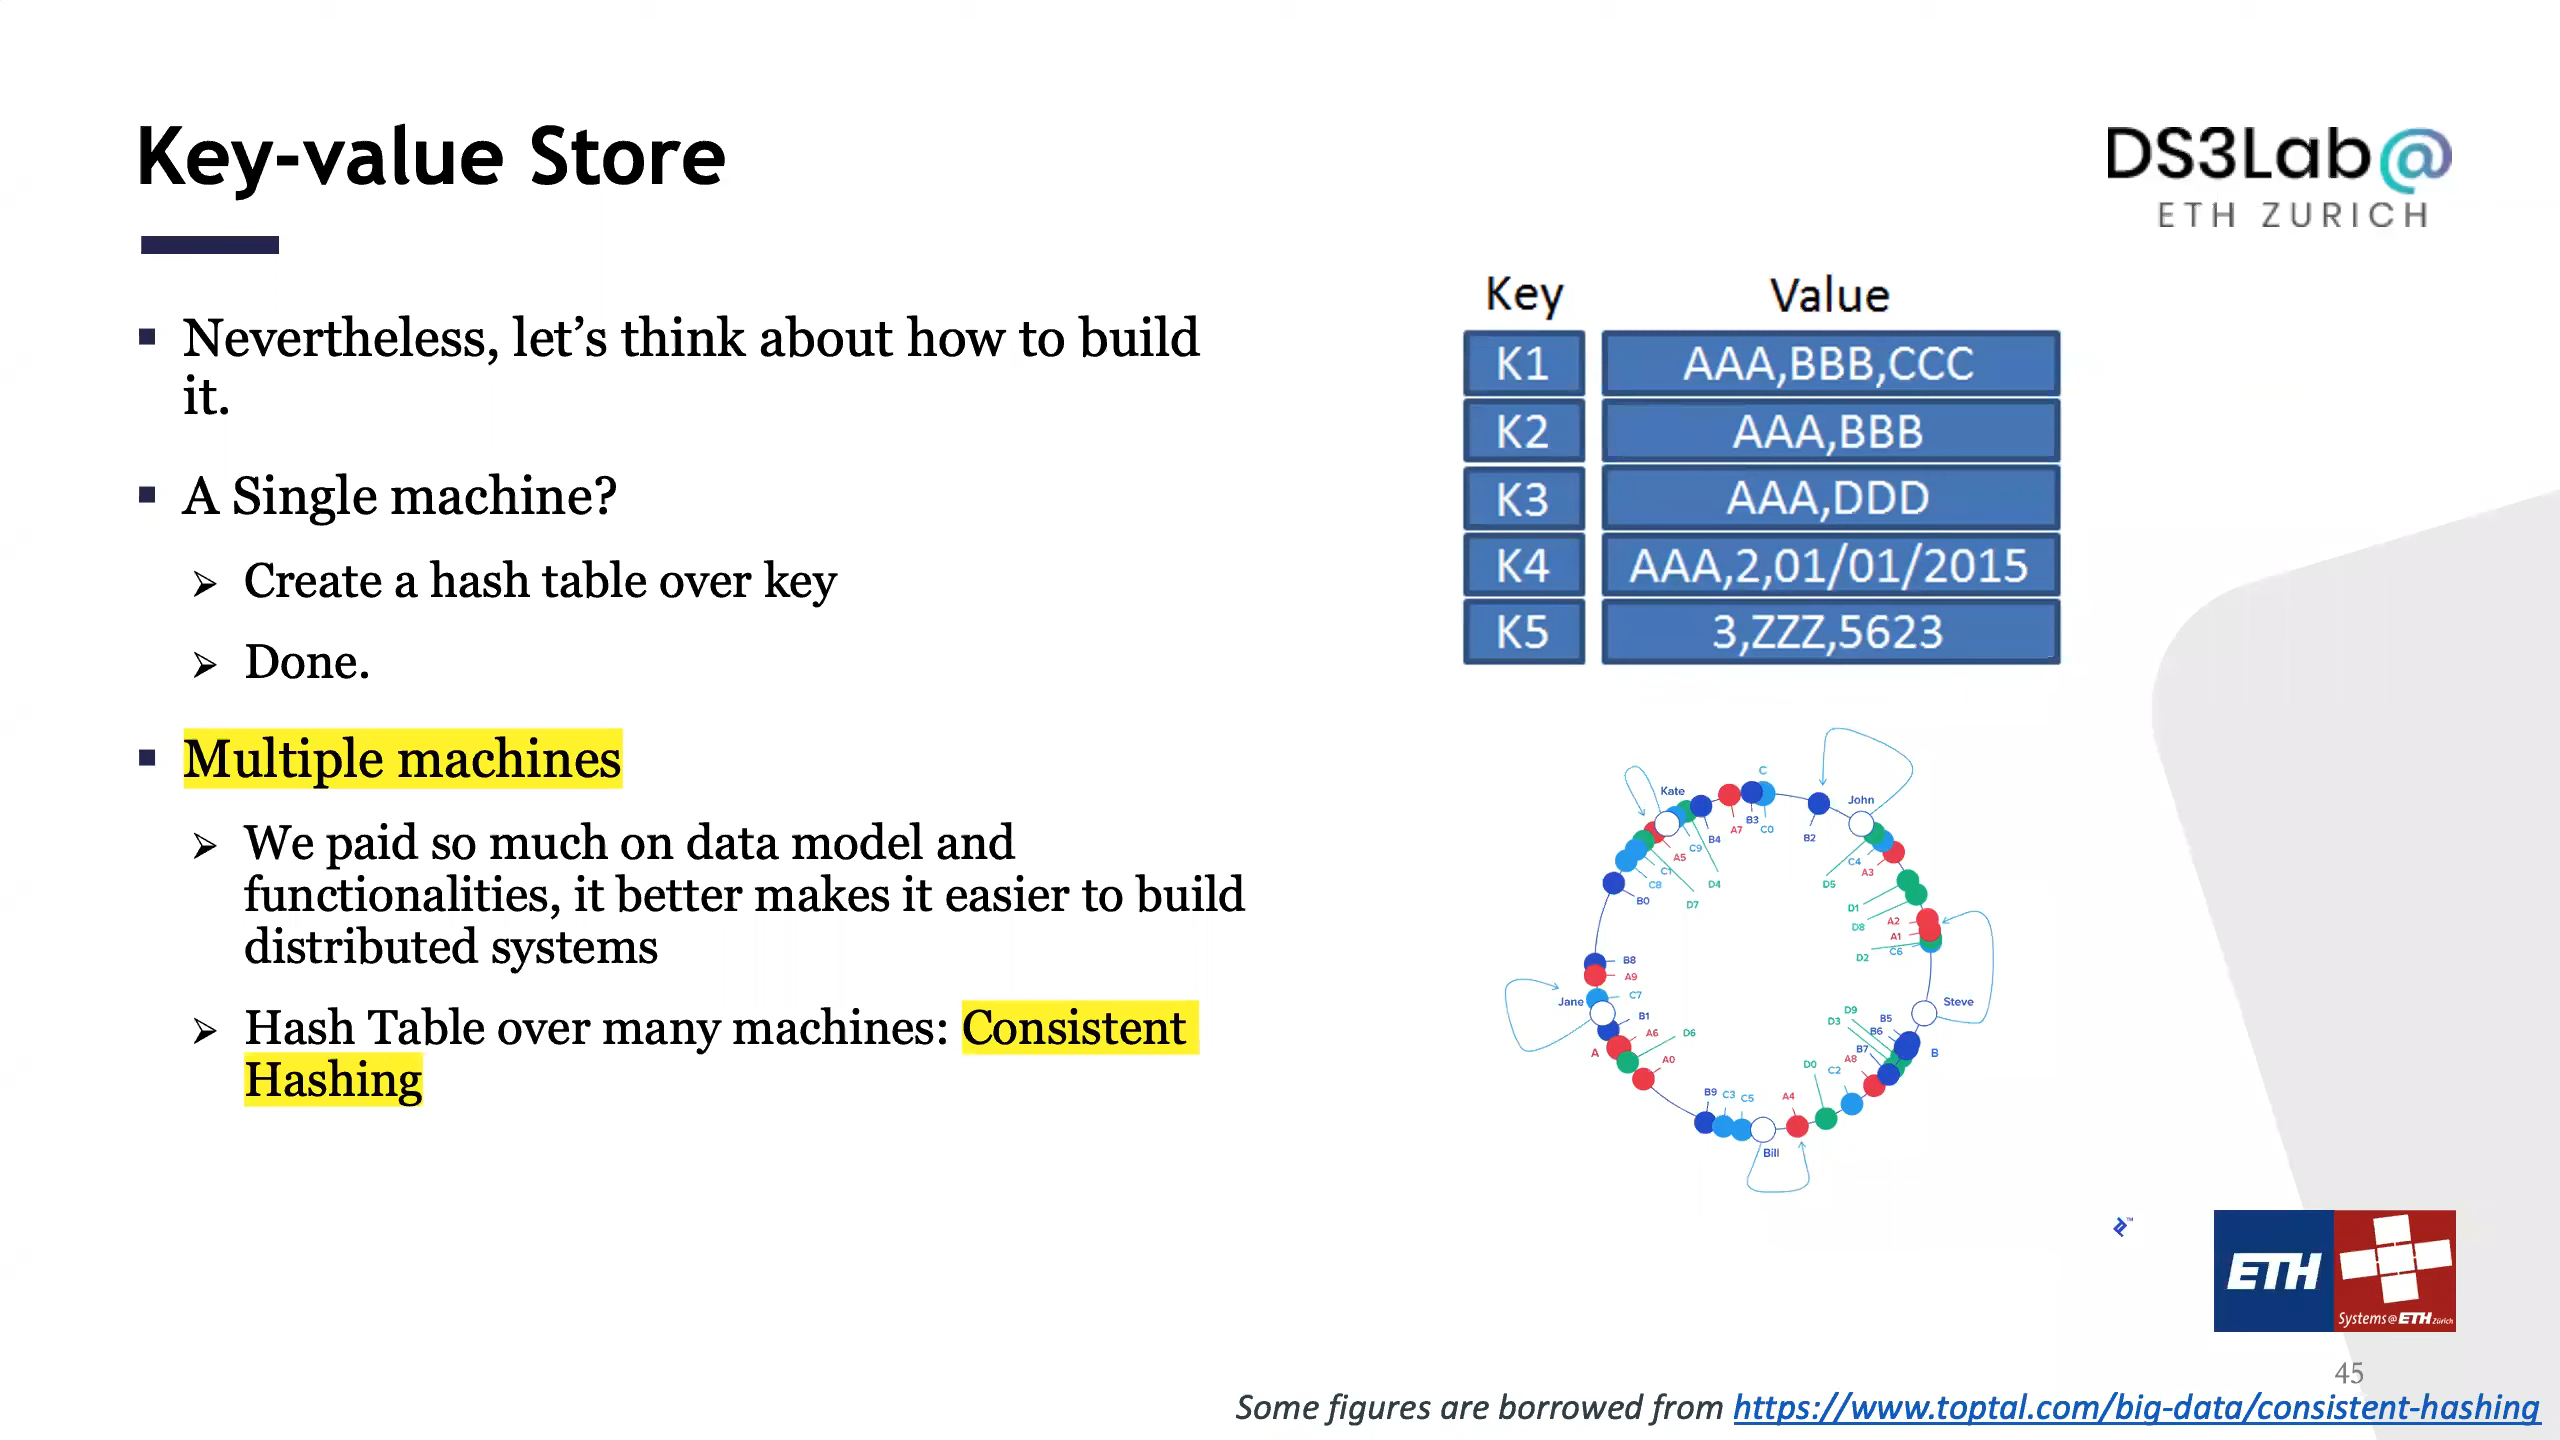 Key-value Store
DS3Lab@
ETH ZURICH
Nevertheless, let’s think about how to build
it.
A Single machine?
Create a hash table over key
Done.
Multiple machines
We paid so much on data model and
functionalities, it better makes it easier to build
distributed systems
Hash Table over many machines: Consistent
Hashing
Key Value
K1 AAA,BBB,CCC
K2 AAA,BBB
K3 AAA,DDD
K4 AAA,2,01/01/2015
K5 3,ZZZ,5623
C
Kate
John
B4
A7
B3
C0
B2
A5
C9
C1
C8
D4
D7
B0
C4
A3
D5
D1
D8
A2
A1
C6
D2
B8
A9
C7
Jane
Steve
B1
A6
D6
A
A0
D9
D3
B5
B6
B7
B
A8
D0
C2
B9
C3
C5
A4
Bill
ETH
Systems@ETH Zürich
45
Some figures are borrowed from https://www.toptal.com/big-data/consistent-hashing